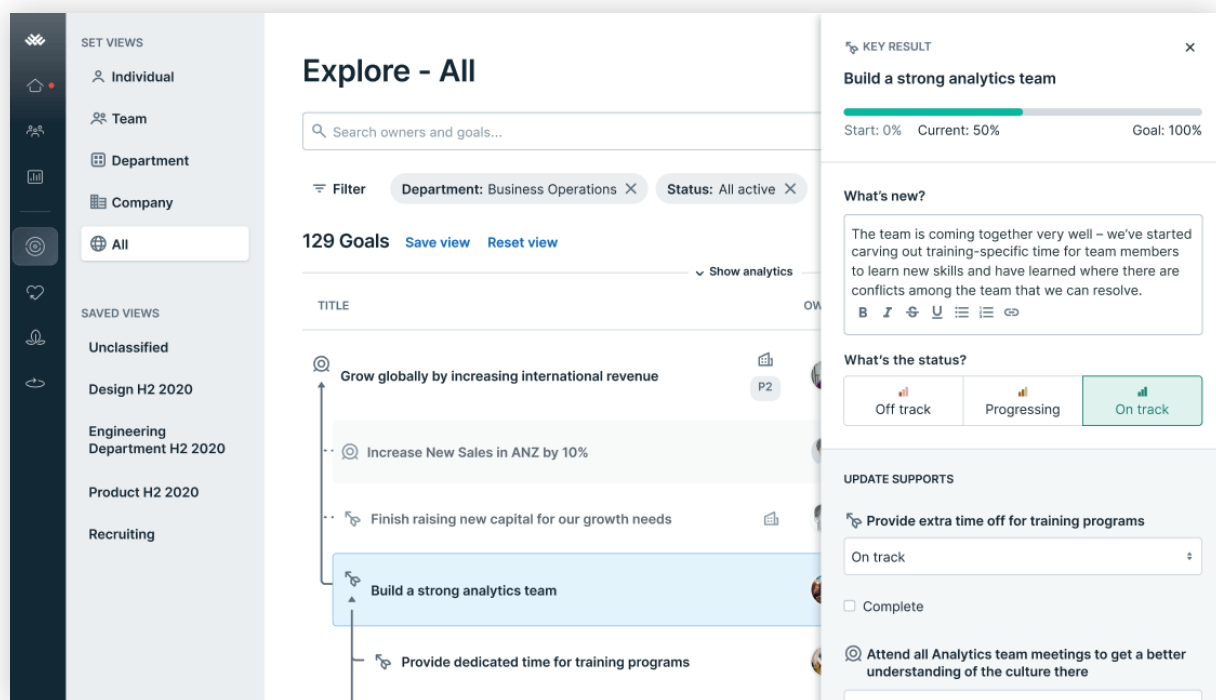 SET VIEWS
Individual
Team
Department
Company
All
SAVED VIEWS
Unclassified
Design H2 2020
Engineering
Department H2 2020
Product H2 2020
Recruiting
Explore - All
Search owners and goals...
Filter
Department: Business Operations
Status: All active
129 Goals Save view Reset view
Show analytics
TITLE
Grow globally by increasing international revenue
P2
Increase New Sales in ANZ by 10%
Finish raising new capital for our growth needs
Build a strong analytics team
Provide dedicated time for training programs
KEY RESULT
Build a strong analytics team
Start: 0% Current: 50% Goal: 100%
What's new?
The team is coming together very well – we've started
carving out training-specific time for team members
to learn new skills and have learned where there are
conflicts among the team that we can resolve.
B I S U
What's the status?
Off track
Progressing
On track
UPDATE SUPPORTS
Provide extra time off for training programs
On track
Complete
Attend all Analytics team meetings to get a better
understanding of the culture there